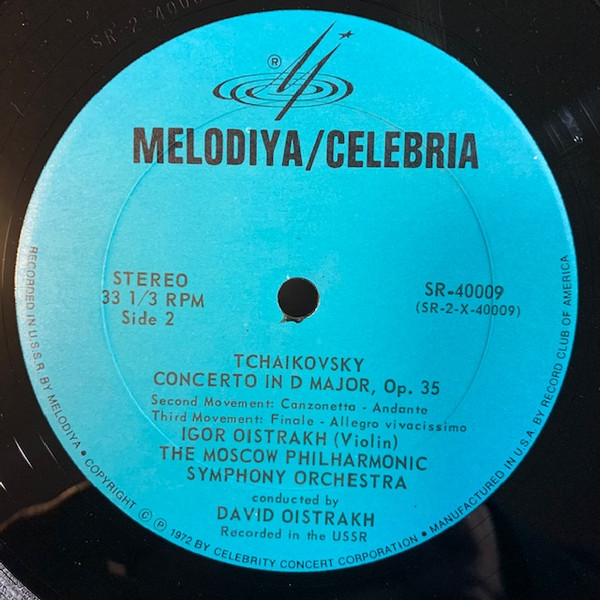 SR-2-40009
®
MELODIYA/CELEBRIA
STEREO
33 1/3 RPM
Side 2
SR-40009
(SR-2-X-40009)
TCHAIKOVSKY
CONCERTO IN D MAJOR, Op. 35
Second Movement: Canzonetta - Andante
Third Movement: Finale - Allegro vivacissimo
IGOR OISTRAKH (Violin)
THE MOSCOW PHILHARMONIC
SYMPHONY ORCHESTRA
conducted by
DAVID OISTRAKH
Recorded in the USSR
RECORDED IN U.S.S.R. BY MELODIYA • COPYRIGHT © ℗ 1972 BY CELEBRITY CONCERT CORPORATION • MANUFACTURED IN U.S.A. BY RECORD CLUB OF AMERICA